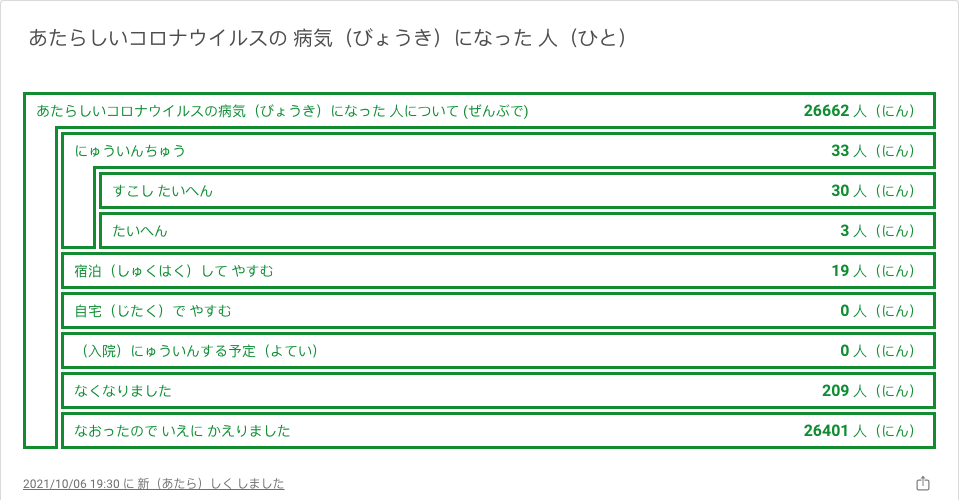 あたらしいコロナウイルスの 病気（びょうき）になった 人（ひと）
あたらしいコロナウイルスの病気（びょうき）になった 人について (ぜんぶで) 26662 人（にん）
にゅういんちゅう 33 人（にん）
すこし たいへん 30 人（にん）
たいへん 3 人（にん）
宿泊（しゅくはく）して やすむ 19 人（にん）
自宅（じたく）で やすむ 0 人（にん）
（入院）にゅういんする予定（よてい） 0 人（にん）
なくなりました 209 人（にん）
なおったので いえに かえりました 26401 人（にん）
2021/10/06 19:30 に 新（あたら）しく しました